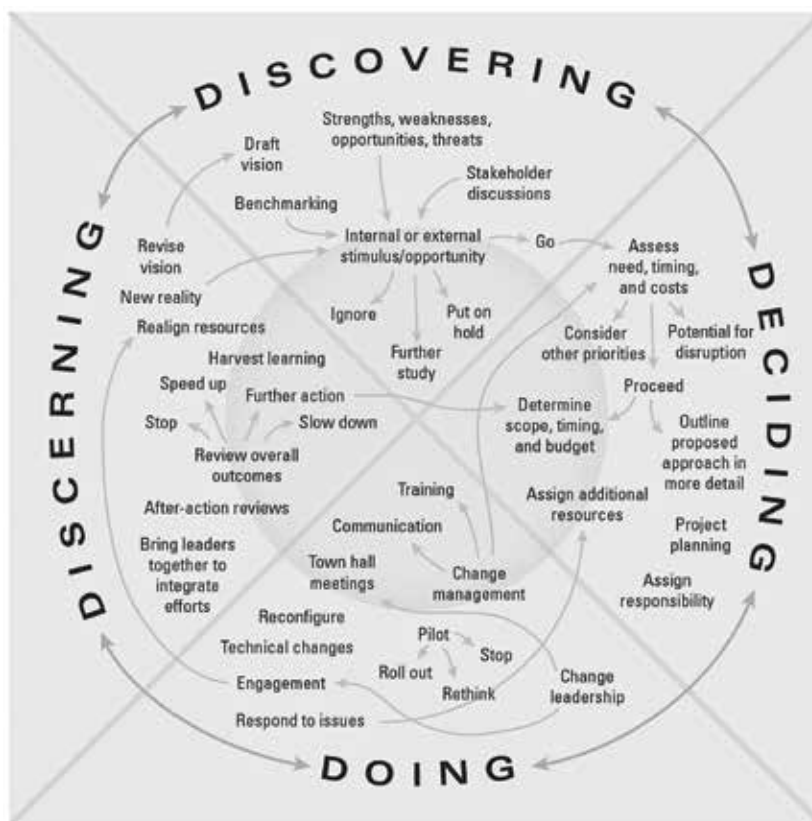 DISCOVERING
Strengths, weaknesses,
opportunities, threats
Draft
vision
Stakeholder
discussions
Benchmarking
Internal or external
stimulus/opportunity
Go
Assess
need, timing,
and costs
Revise
vision
New reality
Ignore
Put on
hold
Further
study
Consider
other priorities
Potential for
disruption
Realign resources
Harvest learning
Speed up
Further action
Stop
Slow down
Review overall
outcomes
After-action reviews
Bring leaders
together to
integrate
efforts
DISCERNING
Proceed
Determine
scope, timing,
and budget
Outline
proposed
approach in
more detail
Assign additional
resources
Project
planning
Assign
responsibility
DECIDING
Training
Communication
Town hall
meetings
Change
management
Reconfigure
Technical changes
Pilot
Stop
Roll out
Rethink
Engagement
Change
leadership
Respond to issues
DOING